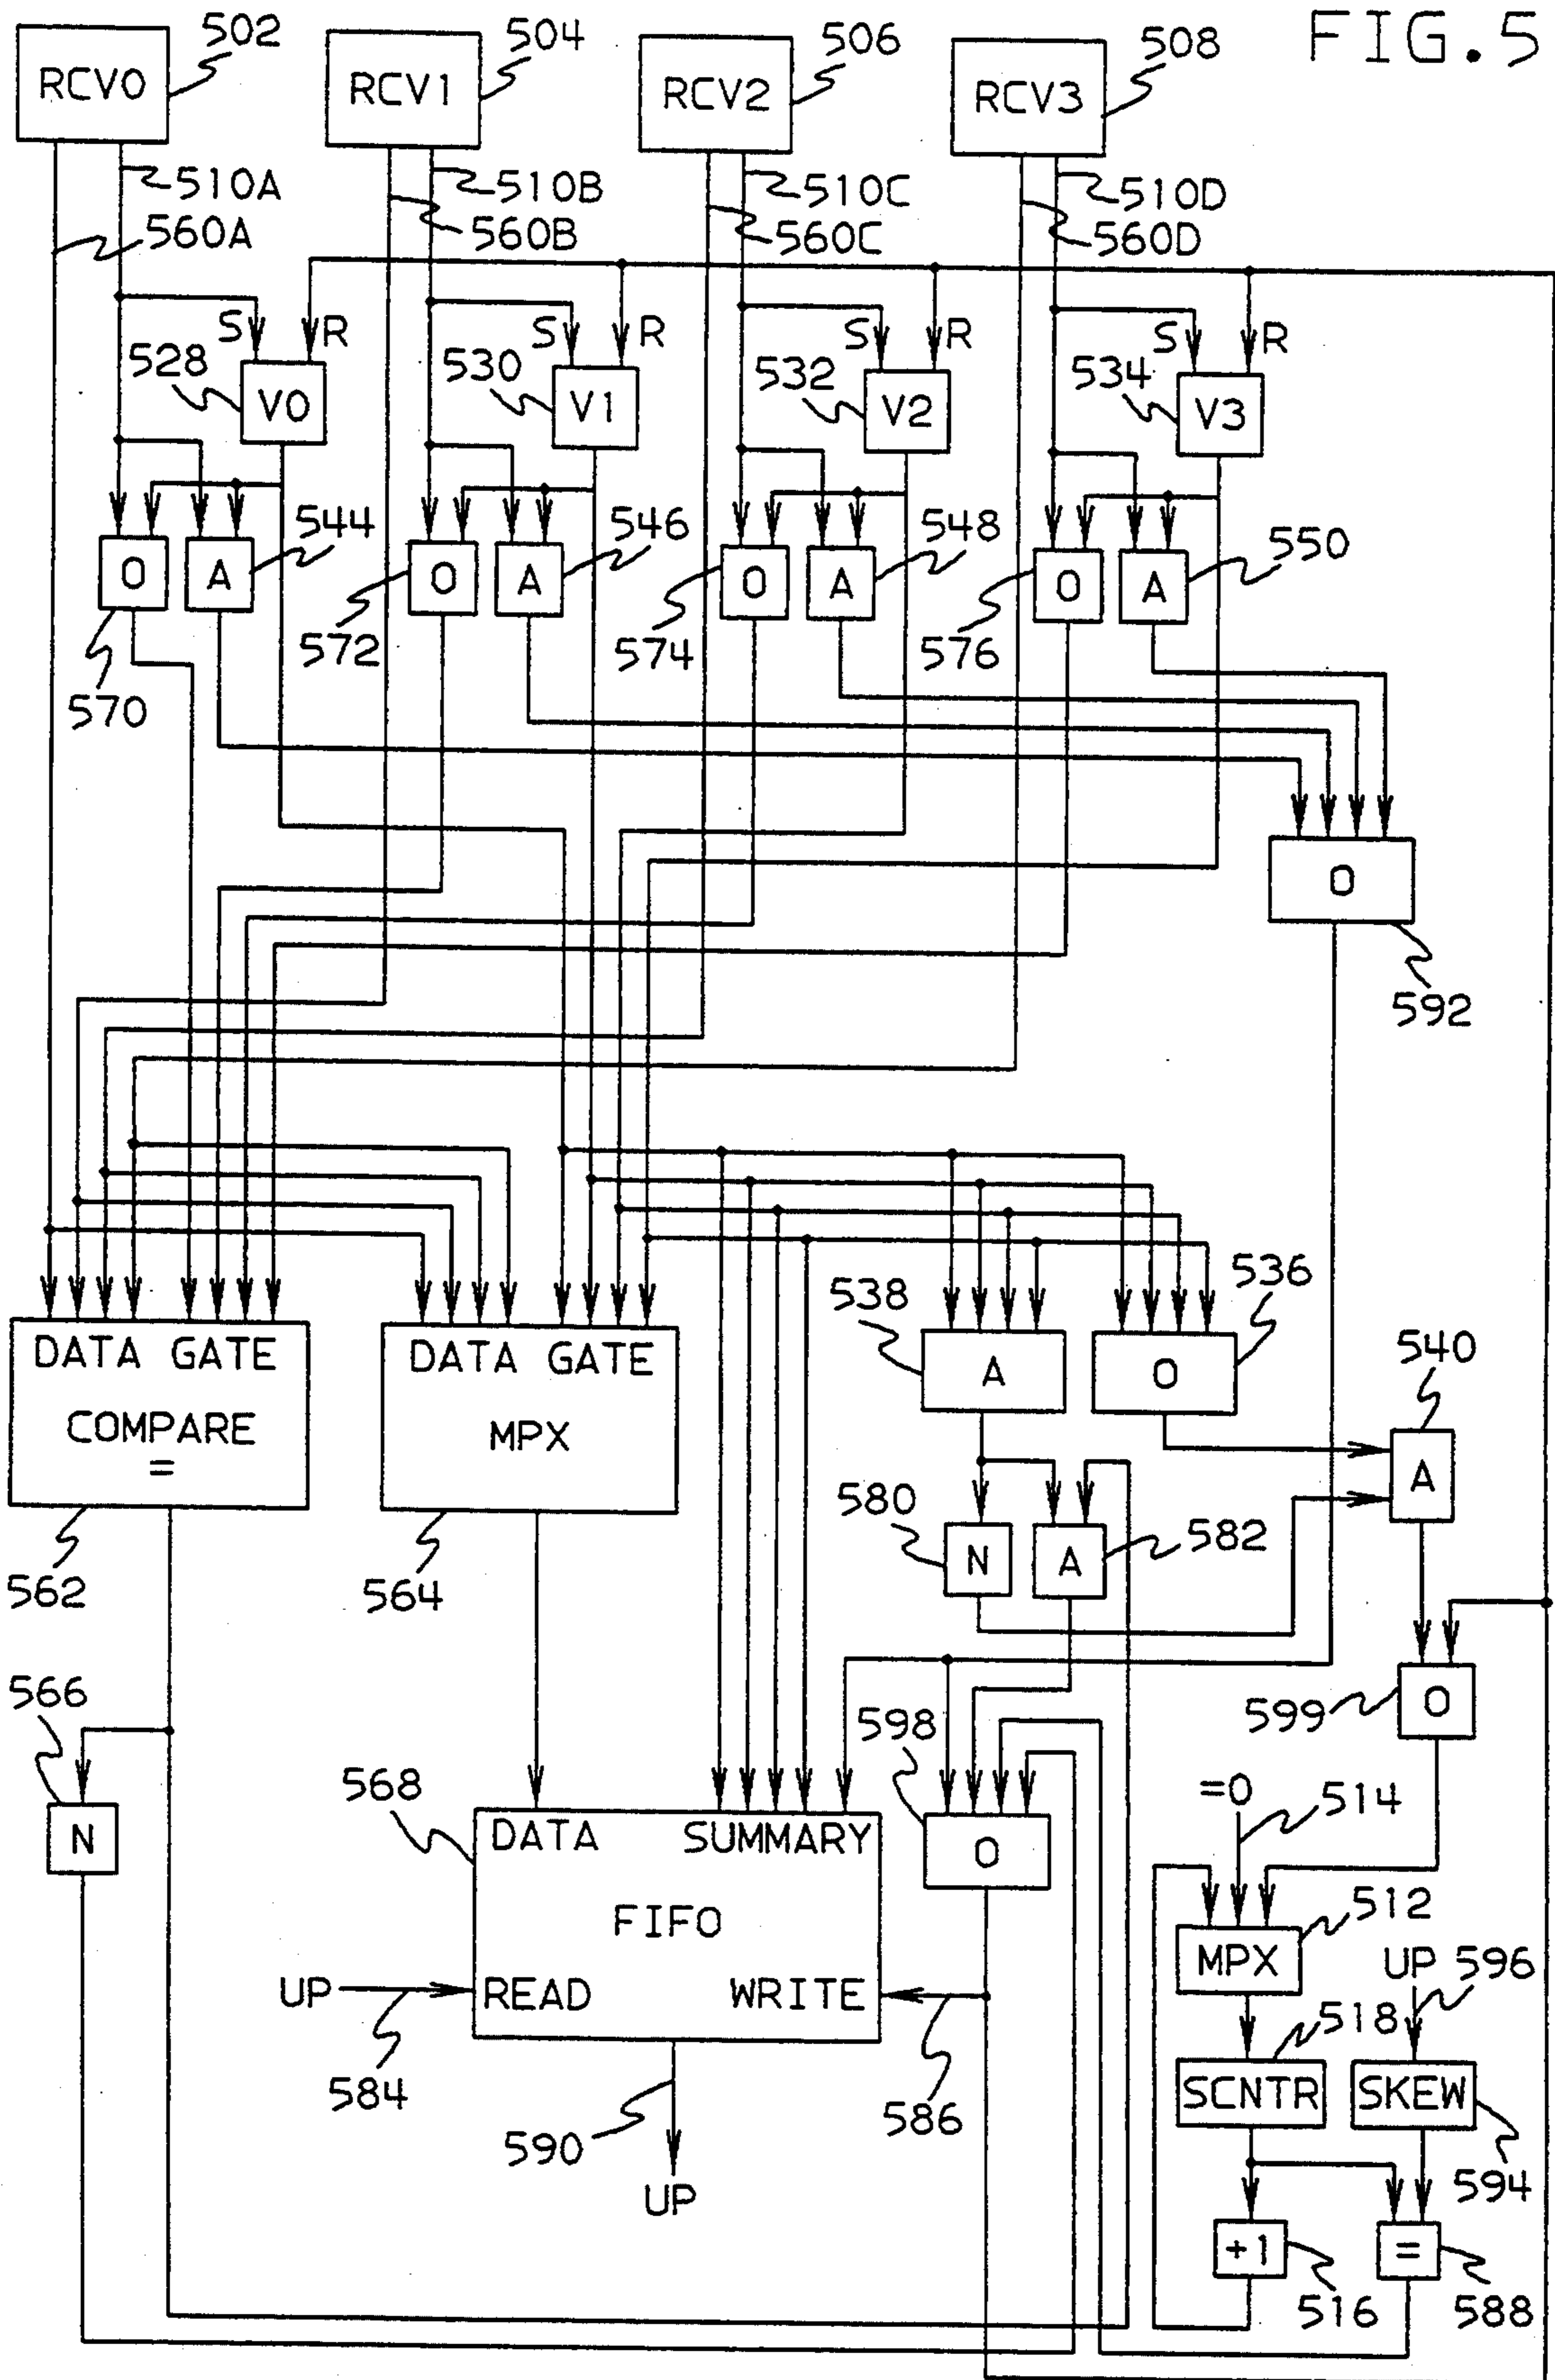 FIG.5
502 504 506 508
RCV0 RCV1 RCV2 RCV3
510A 510B 510C 510D
560A 560B 560C 560D
S R S R S R S R
528 530 532 534
V0 V1 V2 V3
544 546 548 550
O A O A O A O A
572 574 576
570
O
592
536
538
DATA GATE DATA GATE A O 540
COMPARE MPX A
=
580 582
N A
562 564
566 599 O
598
=0 514
568
N DATA SUMMARY O
512
FIFO
MPX UP 596
UP READ WRITE
518
584 586 SCNTR SKEW
590 594
UP
+1 =
516 588